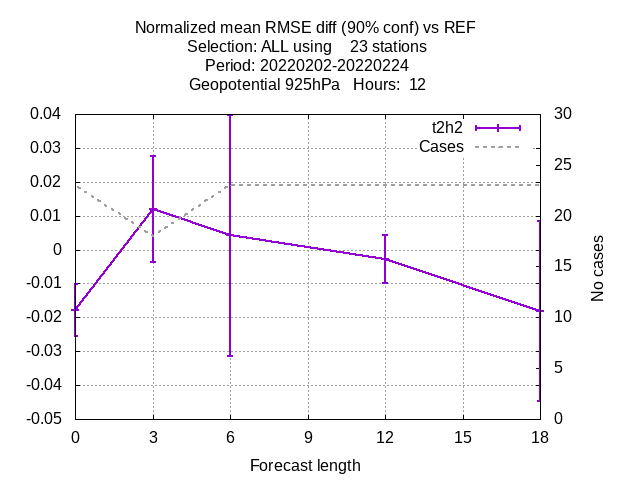 Normalized mean RMSE diff (90% conf) vs REF
Selection: ALL using    23 stations
Period: 20220202-20220224
Geopotential 925hPa   Hours:  12
t2h2
Cases
0.04
0.03
0.02
0.01
0
-0.01
-0.02
-0.03
-0.04
-0.05
30
25
20
15
10
5
0
No cases
0 3 6 9 12 15 18
Forecast length